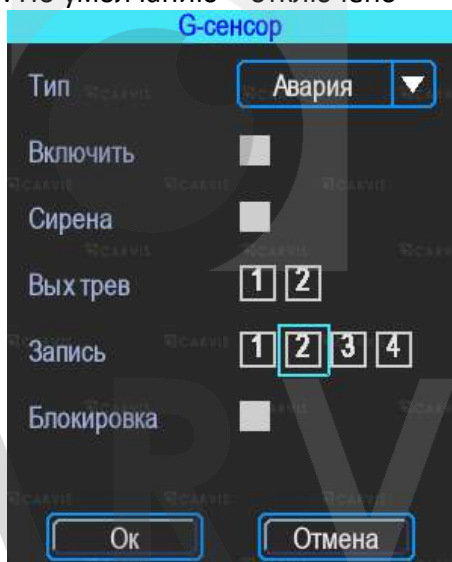 по умолчанию – отключено
G-сенсор
Тип Авария
Включить
Сирена
Вых трев 1 2
Запись 1 2 3 4
Блокировка
Ок Отмена
CARVIS